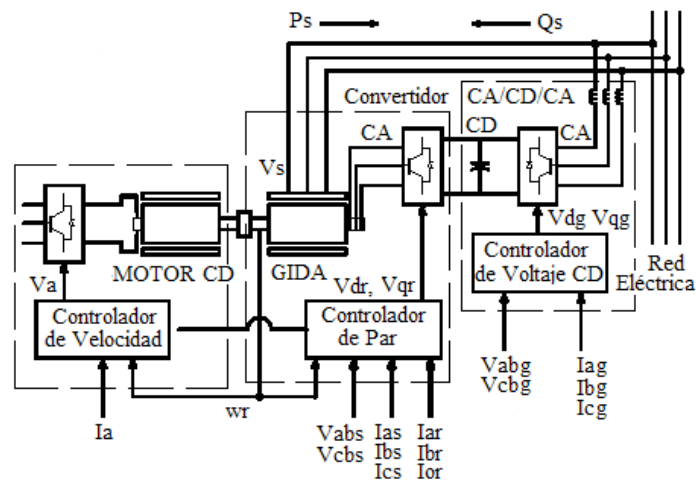 Ps
Qs
Convertidor
CA/CD/CA
CA
CD
CA
Vs
Vdg Vqg
MOTOR CD
GIDA
Va
Vdr, Vqr
Controlador
de Voltaje CD
Red
Eléctrica
Controlador
de Velocidad
Controlador
de Par
Vabg
Vcbg
Iag
Ibg
Icg
Ia
wr
Vabs
Vcbs
Ias
Ibs
Ics
Iar
Ibr
Ior